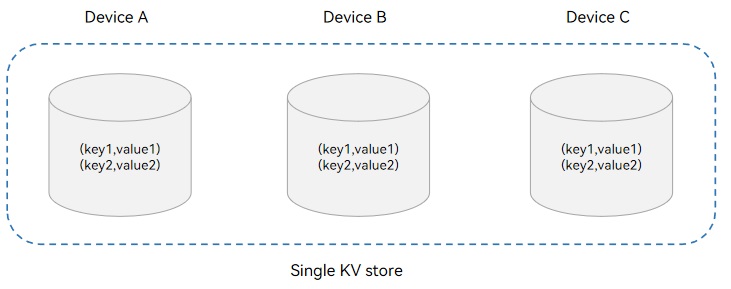 Device A
Device B
Device C
(key1,value1)
(key2,value2)
(key1,value1)
(key2,value2)
(key1,value1)
(key2,value2)
Single KV store